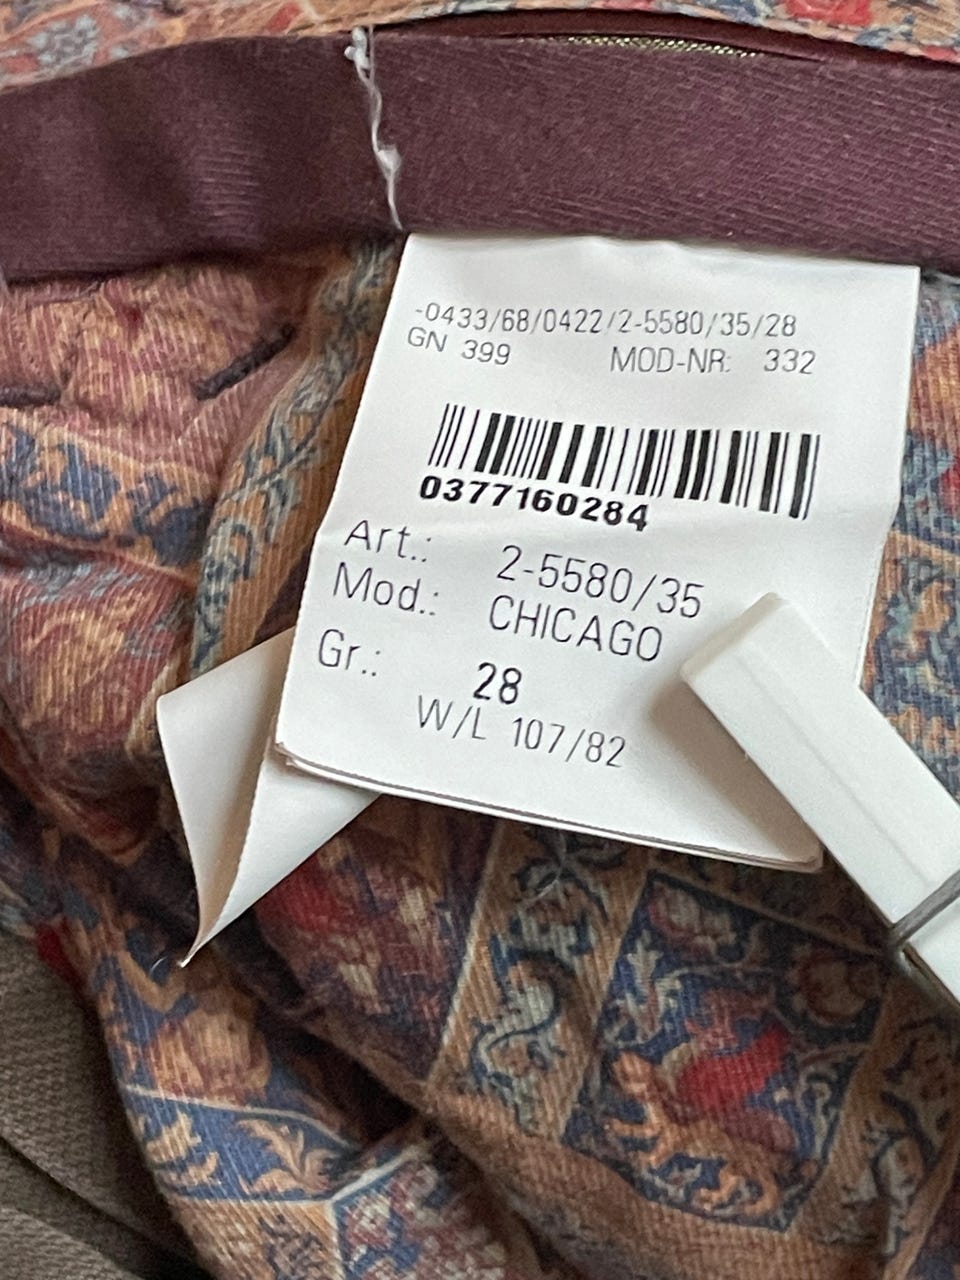 -0433/68/0422/2-5580/35/28
GN 399 MOD-NR: 332
0377160284
Art.: 2-5580/35
Mod.: CHICAGO
Gr.: 28
W/L 107/82